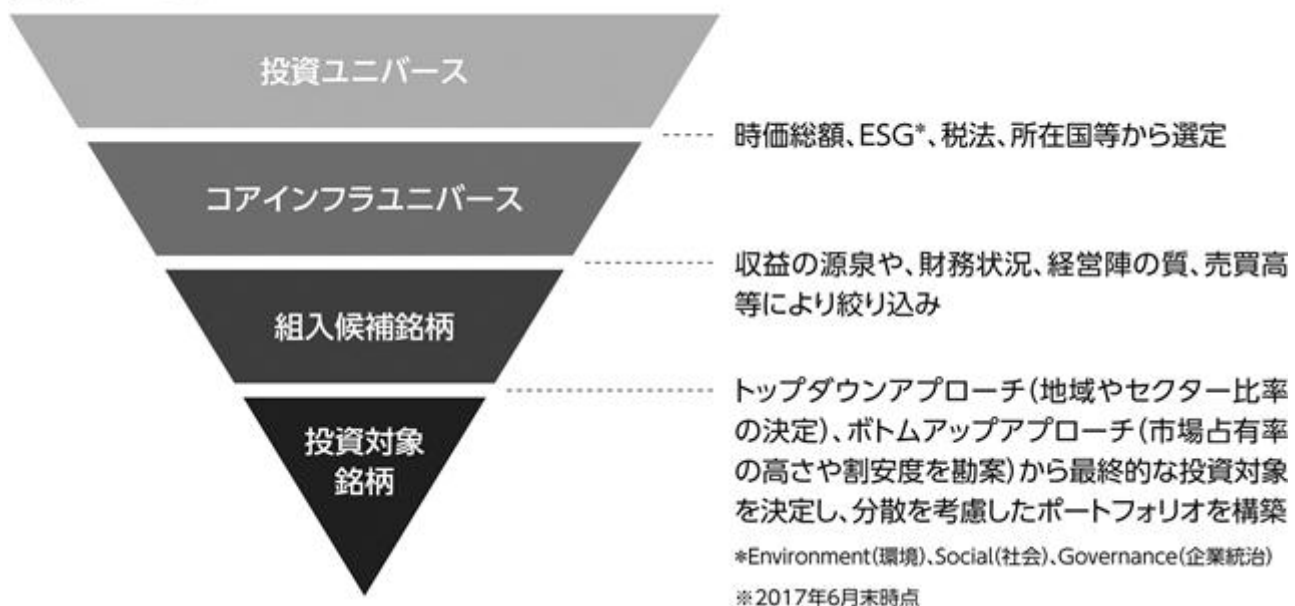 投資ユニバース
時価総額、ESG*、税法、所在国等から選定
コアインフラユニバース
収益の源泉や、財務状況、経営陣の質、売買高
等により絞り込み
組入候補銘柄
トップダウンアプローチ(地域やセクター比率
の決定)、ボトムアップアプローチ(市場占有率
の高さや割安度を勘案)から最終的な投資対象
を決定し、分散を考慮したポートフォリオを構築
投資対象
銘柄
*Environment(環境)、Social(社会)、Governance(企業統治)
※2017年6月末時点